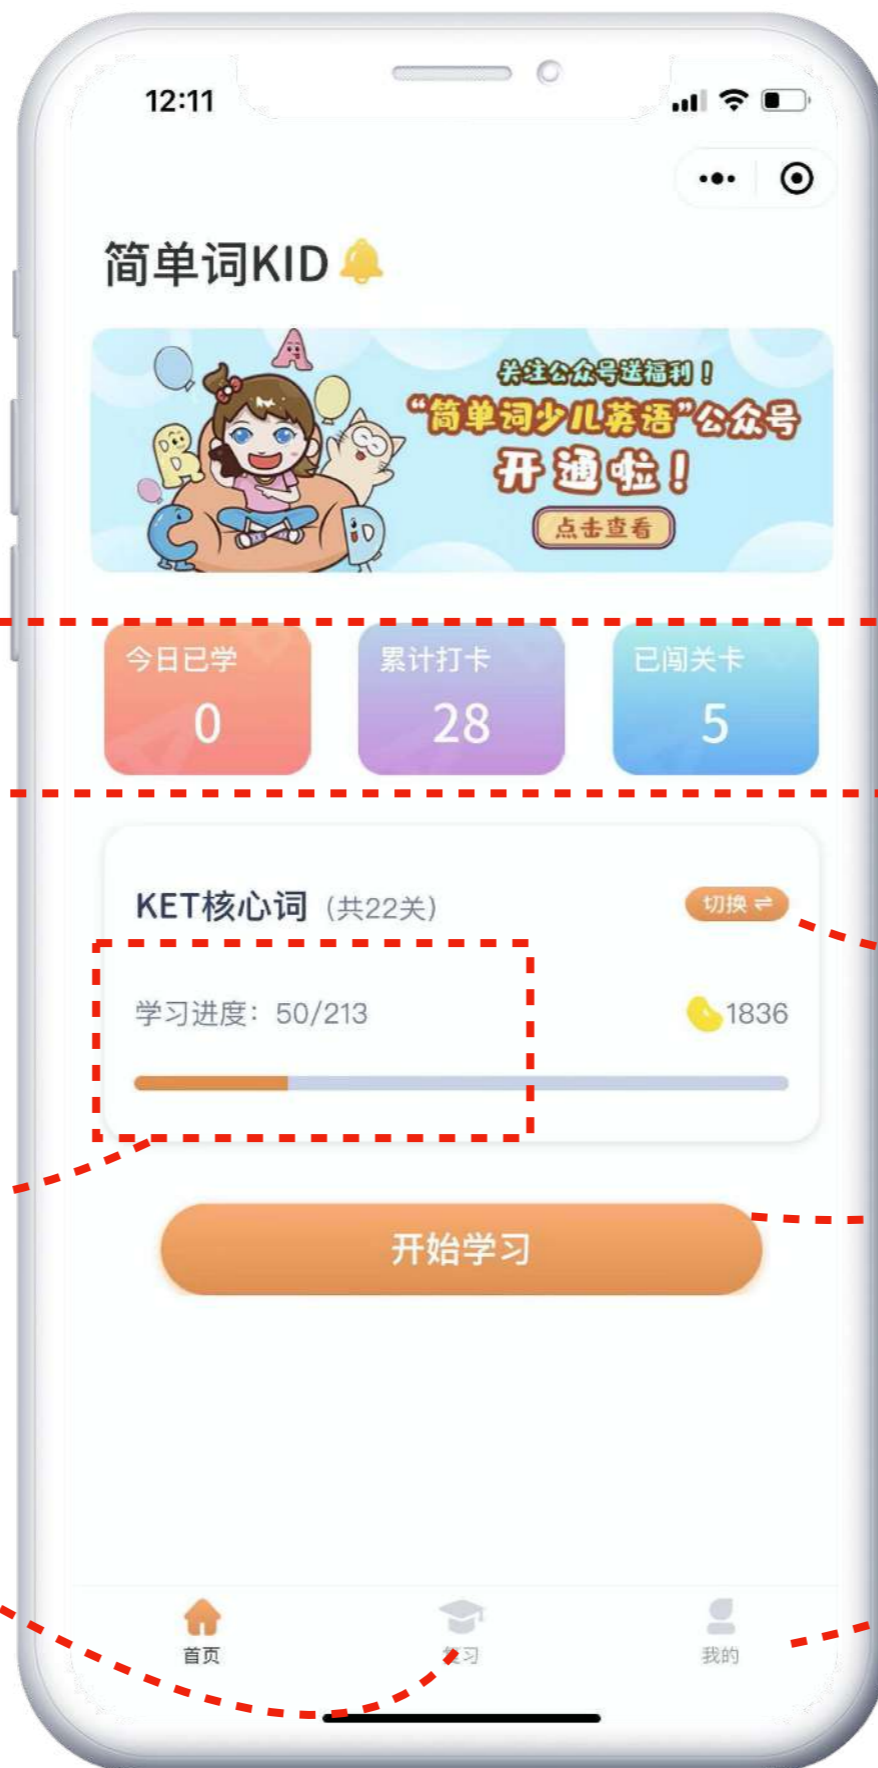 12:11
简单词KID
关注公众号送福利！
“简单词少儿英语”公众号
开通啦！
点击查看
今日已学 累计打卡 已闯关卡
0 28 5
KET核心词（共22关） 切换
学习进度：50/213 1836
开始学习
首页 复习 我的